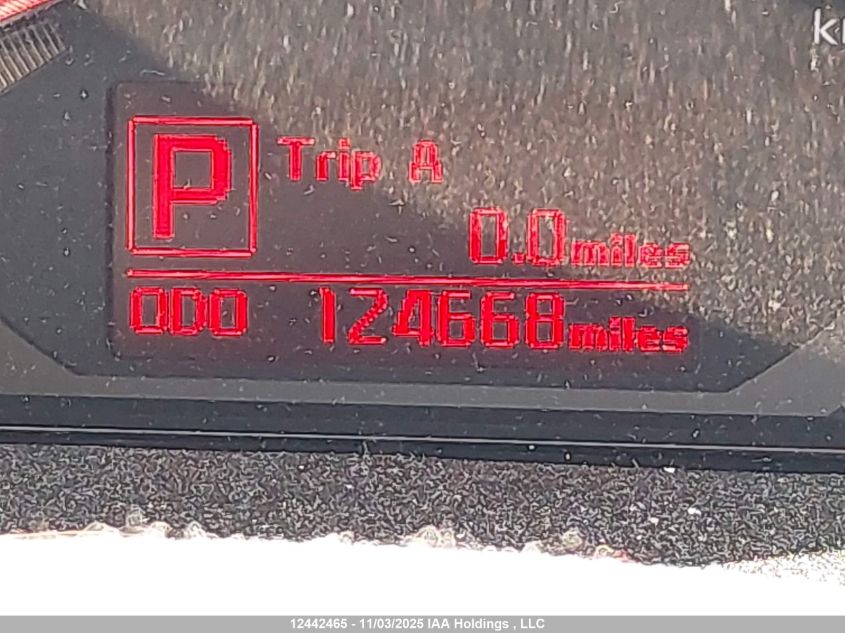 P
Trip A
0.0 miles
ODO 124668 miles
12442465 - 11/03/2025 IAA Holdings , LLC